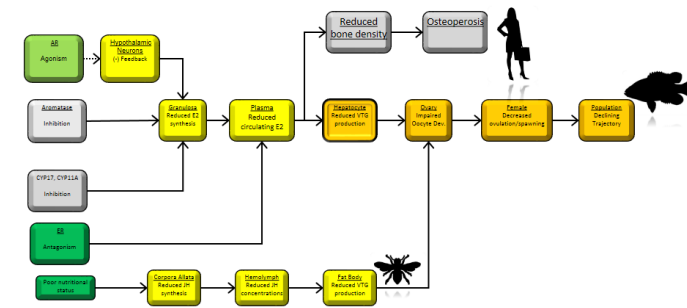 Reduced
bone density
Osteoperosis
AR
Agonism
Hypothalamic
Neurons
(-) Feedback
Aromatase
Inhibition
Granulosa
Reduced E2
synthesis
Plasma
Reduced
circulating E2
Hepatocyte
Reduced VTG
production
Ovary
Impaired
Oocyte Dev.
Female
Decreased
ovulation/spawning
Population
Declining
Trajectory
CYP17, CYP11A
Inhibition
ER
Antagonism
Poor nutritional
status
Corpora Allata
Reduced JH
synthesis
Hemolymph
Reduced JH
concentrations
Fat Body
Reduced VTG
production